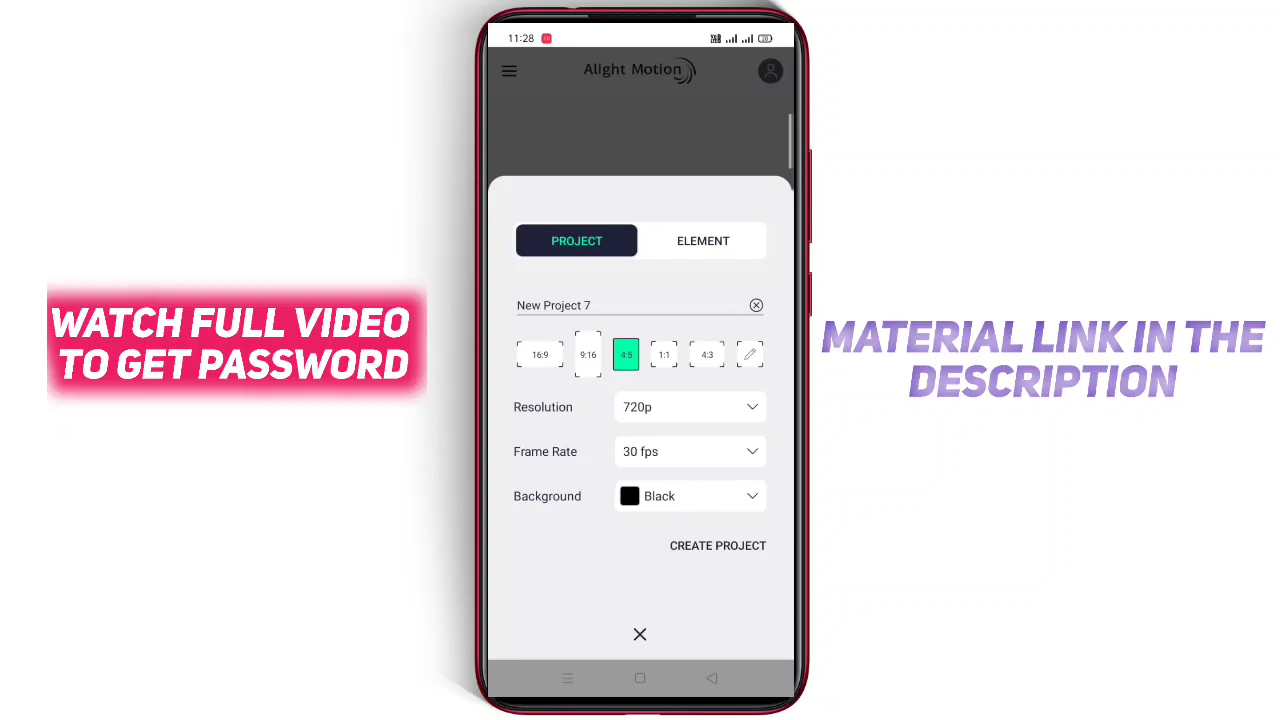 11:28
Alight Motion
PROJECT ELEMENT
New Project 7
16:9 9:16 4:5 1:1 4:3
Resolution 720p
Frame Rate 30 fps
Background Black
CREATE PROJECT
WATCH FULL VIDEO
TO GET PASSWORD
MATERIAL LINK IN THE
DESCRIPTION